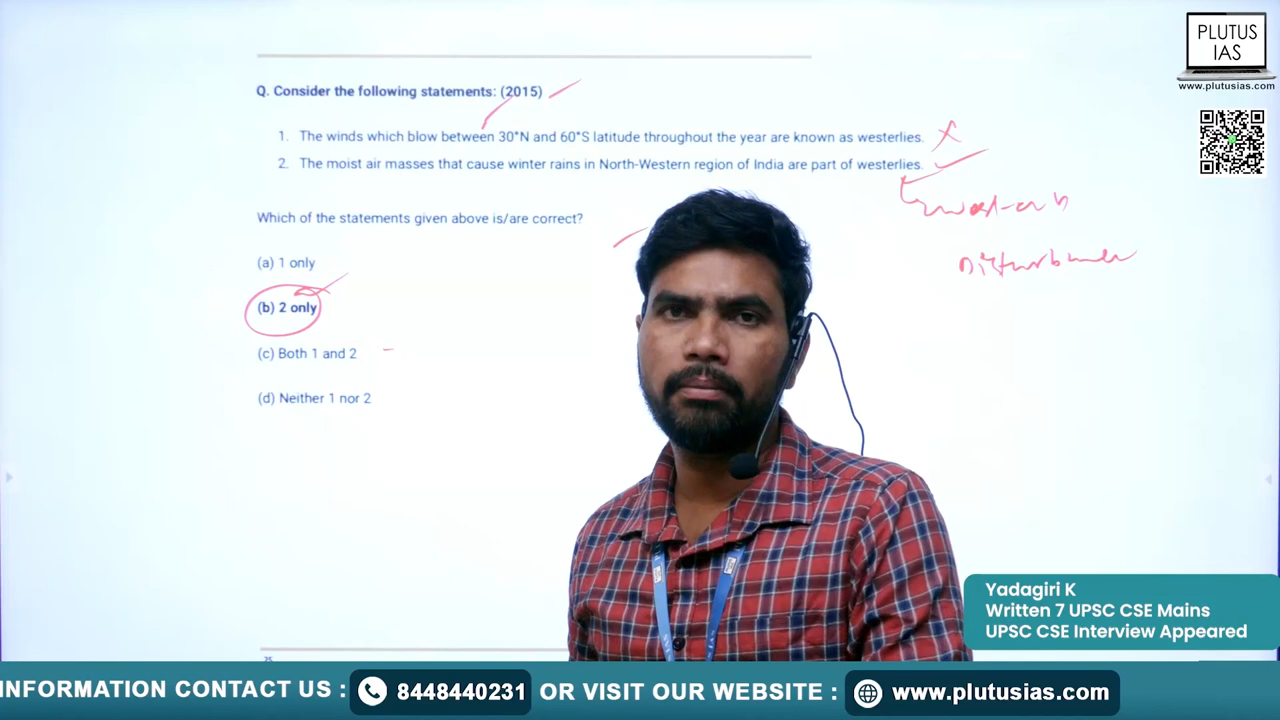 PLUTUS
IAS
www.plutusias.com
Q. Consider the following statements: (2015)
1. The winds which blow between 30°N and 60°S latitude throughout the year are known as westerlies.
2. The moist air masses that cause winter rains in North-Western region of India are part of westerlies.
Which of the statements given above is/are correct?
(a) 1 only
(b) 2 only
(c) Both 1 and 2
(d) Neither 1 nor 2
Yadagiri K
Written 7 UPSC CSE Mains
UPSC CSE Interview Appeared
INFORMATION CONTACT US : 8448440231 OR VISIT OUR WEBSITE : www.plutusias.com